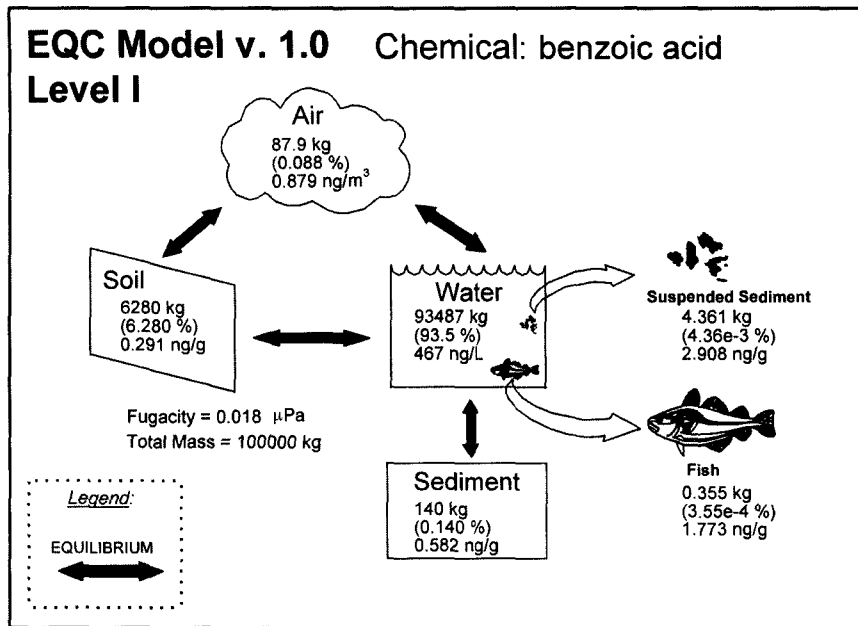 EQC Model v. 1.0 Chemical: benzoic acid
Level I
Air
87.9 kg
(0.088 %)
0.879 ng/m³
Soil
6280 kg
(6.280 %)
0.291 ng/g
Water
93487 kg
(93.5 %)
467 ng/L
Suspended Sediment
4.361 kg
(4.36e-3 %)
2.908 ng/g
Fugacity = 0.018 μPa
Total Mass = 100000 kg
Fish
0.355 kg
(3.55e-4 %)
1.773 ng/g
Sediment
140 kg
(0.140 %)
0.582 ng/g
Legend:
EQUILIBRIUM